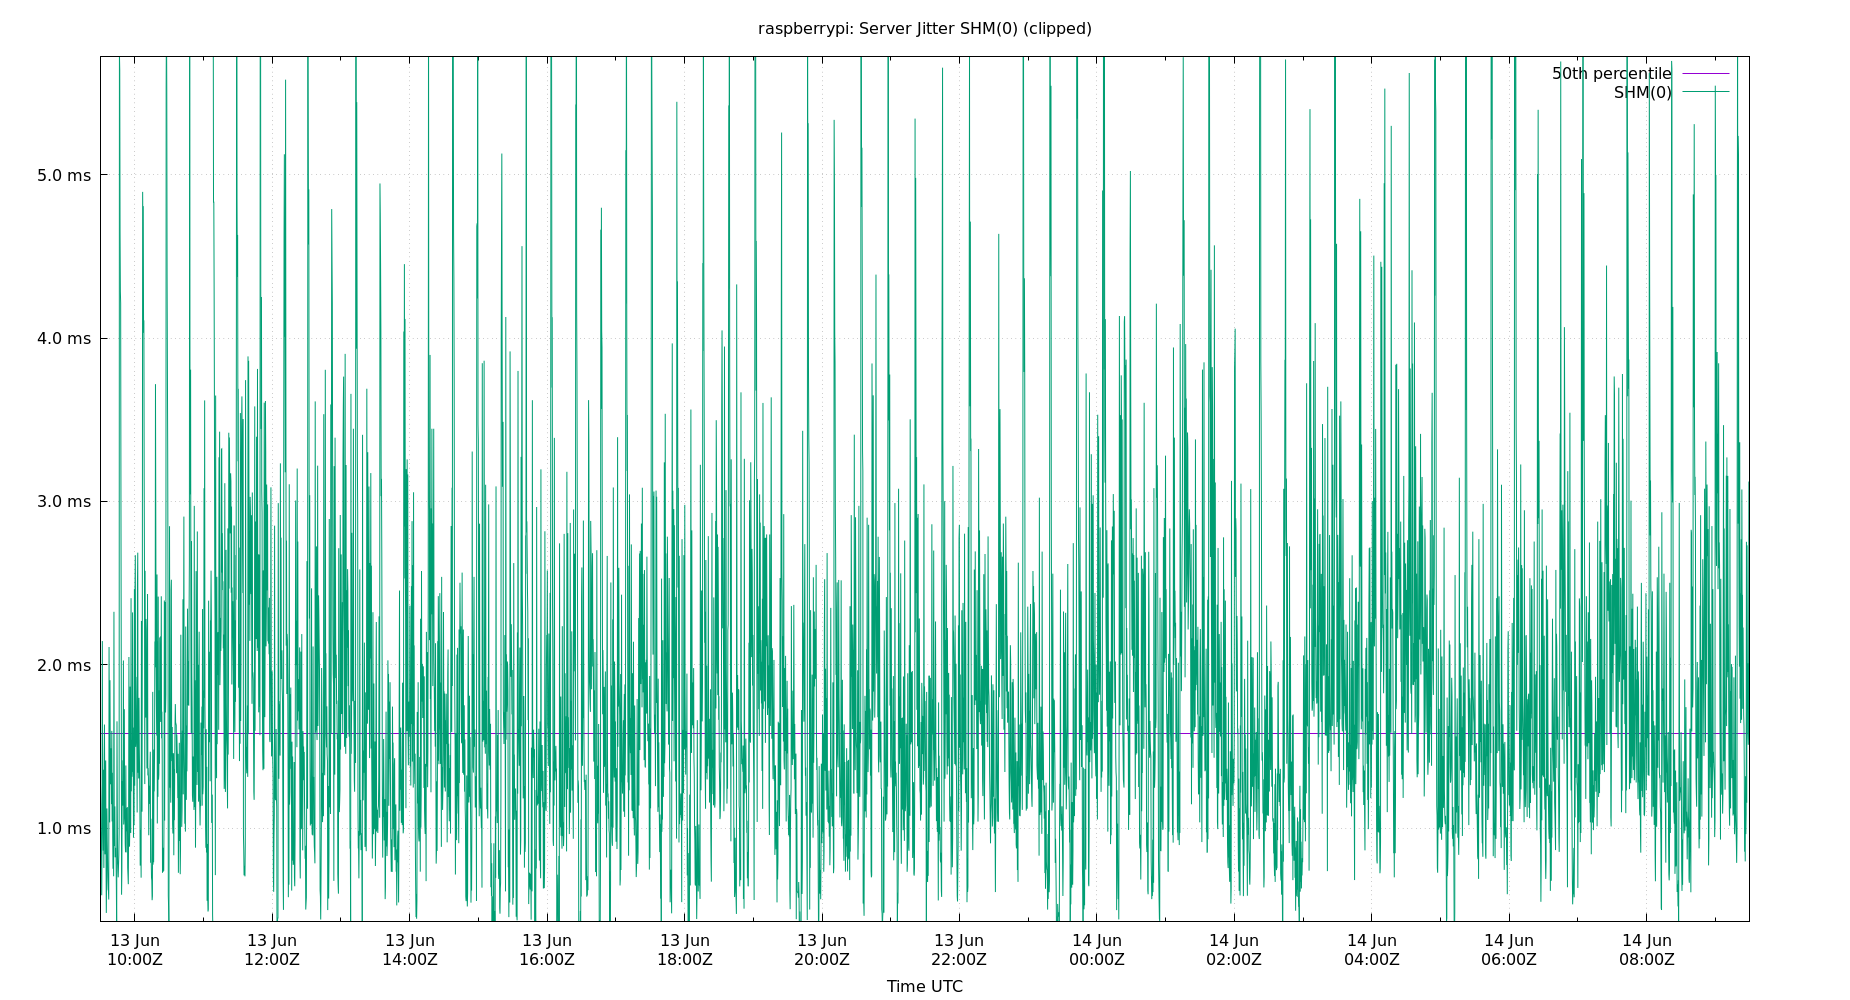 raspberrypi: Server Jitter SHM(0) (clipped)
50th percentile
SHM(0)
5.0 ms
4.0 ms
3.0 ms
2.0 ms
1.0 ms
13 Jun 13 Jun 13 Jun 13 Jun 13 Jun 13 Jun 13 Jun 14 Jun 14 Jun 14 Jun 14 Jun 14 Jun
10:00Z 12:00Z 14:00Z 16:00Z 18:00Z 20:00Z 22:00Z 00:00Z 02:00Z 04:00Z 06:00Z 08:00Z
Time UTC